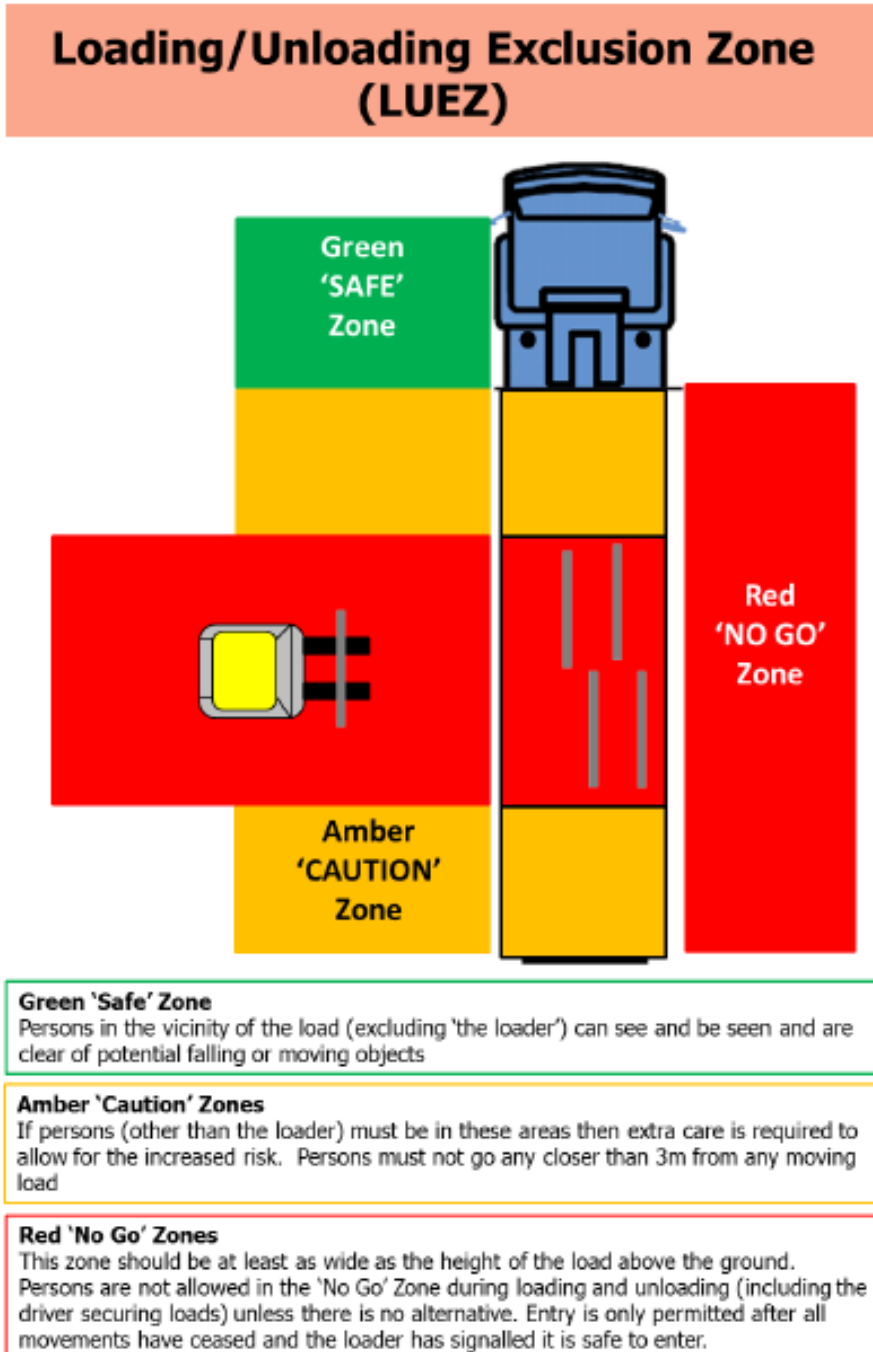 Loading/Unloading Exclusion Zone
(LUEZ)
Green
‘SAFE’
Zone
Red
‘NO GO’
Zone
Amber
‘CAUTION’
Zone
Green ‘Safe’ Zone
Persons in the vicinity of the load (excluding ‘the loader’) can see and be seen and are
clear of potential falling or moving objects
Amber ‘Caution’ Zones
If persons (other than the loader) must be in these areas then extra care is required to
allow for the increased risk.  Persons must not go any closer than 3m from any moving
load
Red ‘No Go’ Zones
This zone should be at least as wide as the height of the load above the ground.
Persons are not allowed in the ‘No Go’ Zone during loading and unloading (including the
driver securing loads) unless there is no alternative. Entry is only permitted after all
movements have ceased and the loader has signalled it is safe to enter.